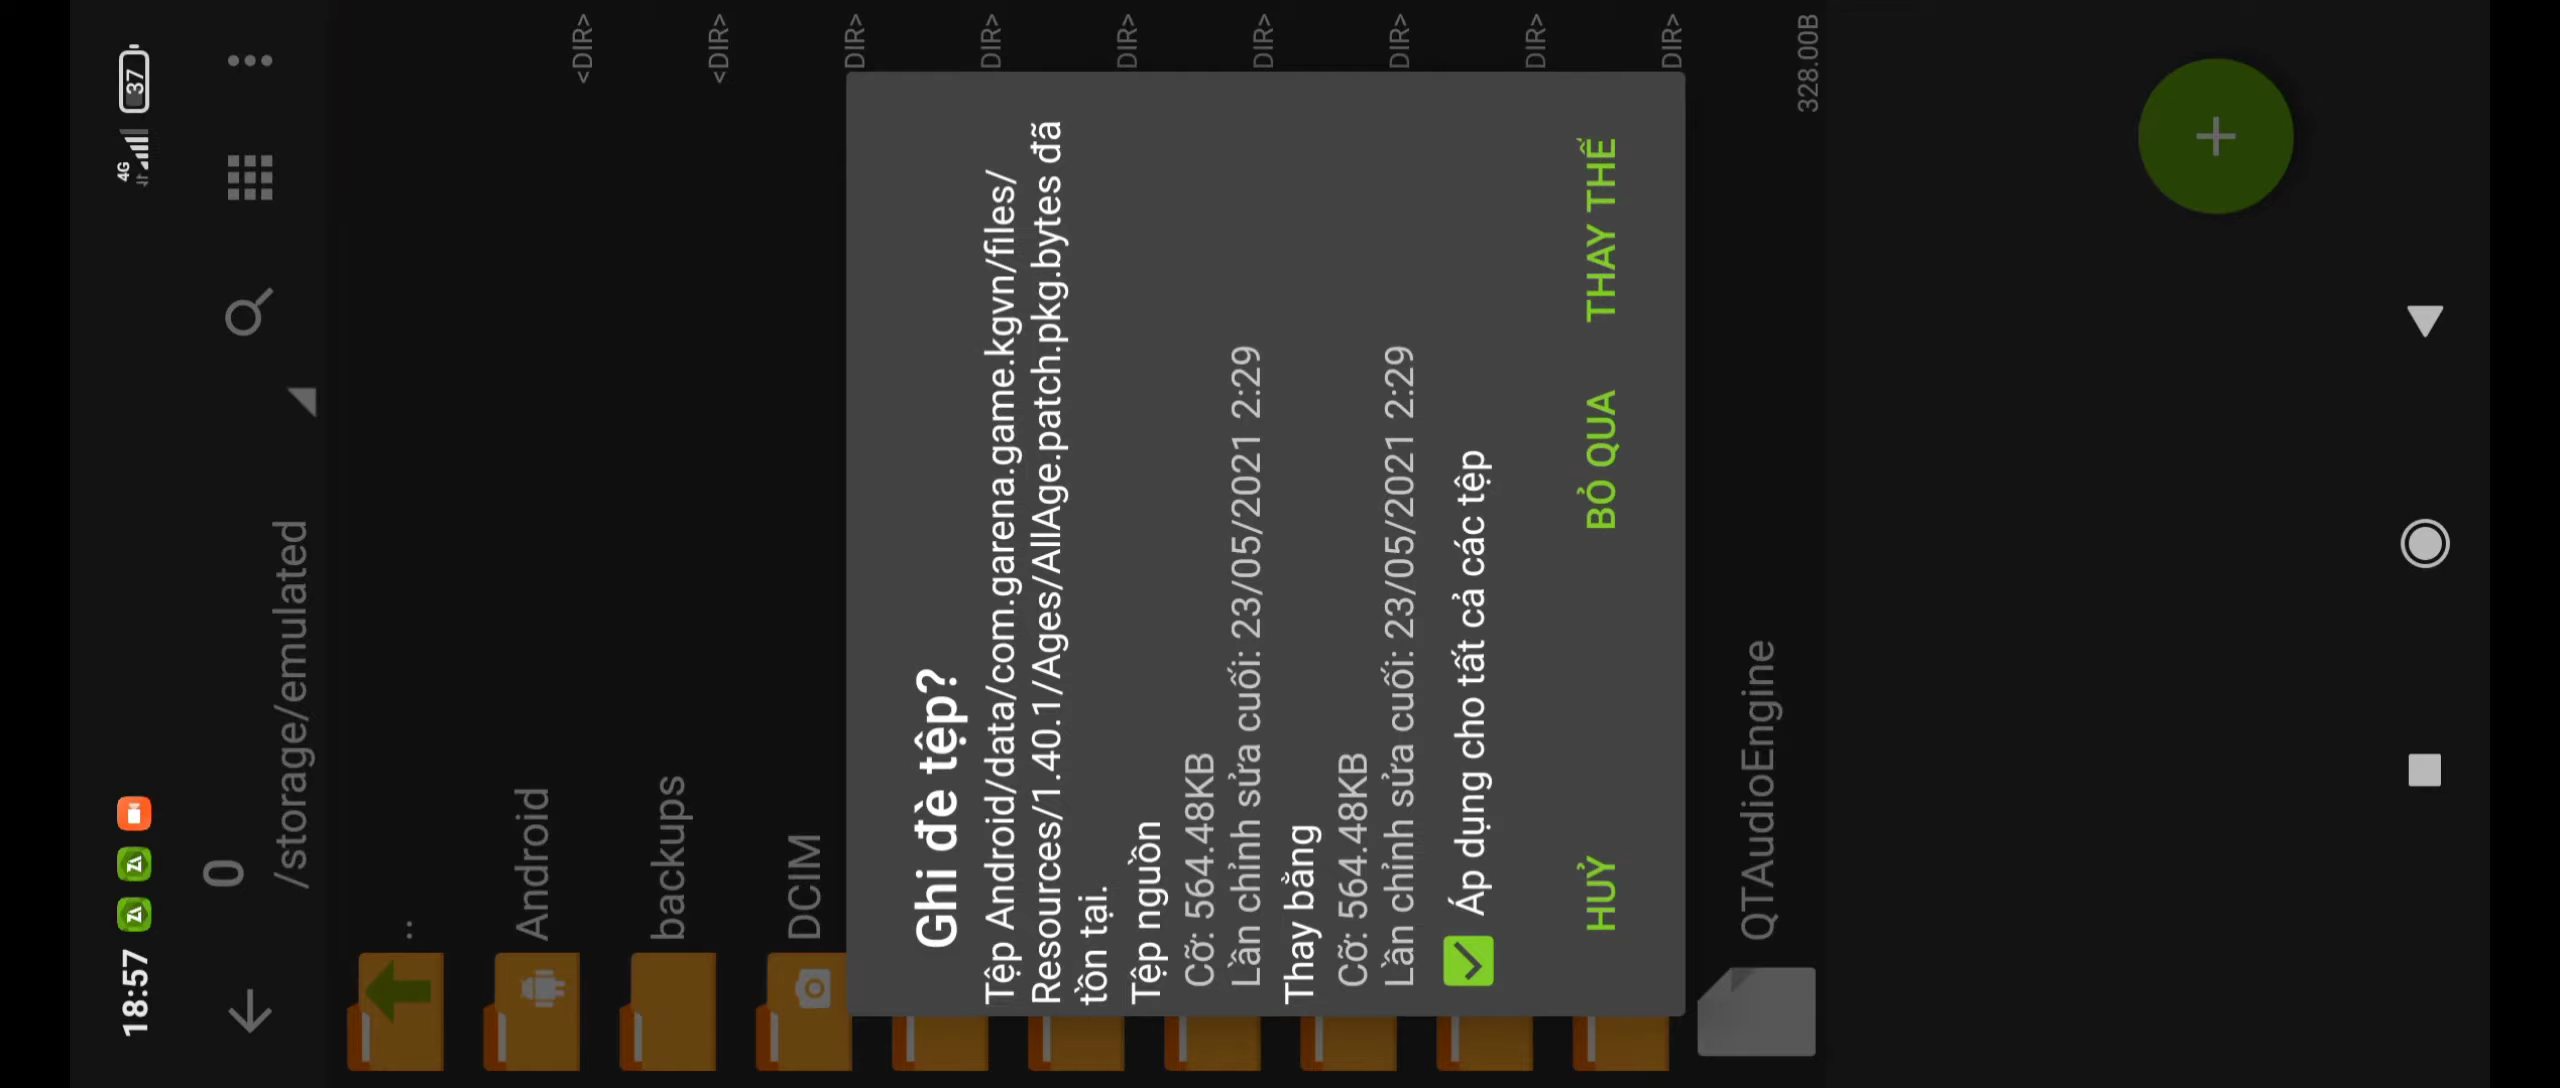 18:57
4G
37
0
/storage/emulated
..
Android
<DIR>
backups
<DIR>
DCIM
DIR>
DIR>
DIR>
DIR>
DIR>
DIR>
DIR>
Ghi đè tệp?
Tệp Android/data/com.garena.game.kgvn/files/
Resources/1.40.1/Ages/AllAge.patch.pkg.bytes đã
tồn tại.
Tệp nguồn
Cỡ: 564.48KB
Lần chỉnh sửa cuối: 23/05/2021 2:29
Thay bằng
Cỡ: 564.48KB
Lần chỉnh sửa cuối: 23/05/2021 2:29
Áp dụng cho tất cả các tệp
HUỶ BỎ QUA THAY THẾ
QTAudioEngine
328.00B